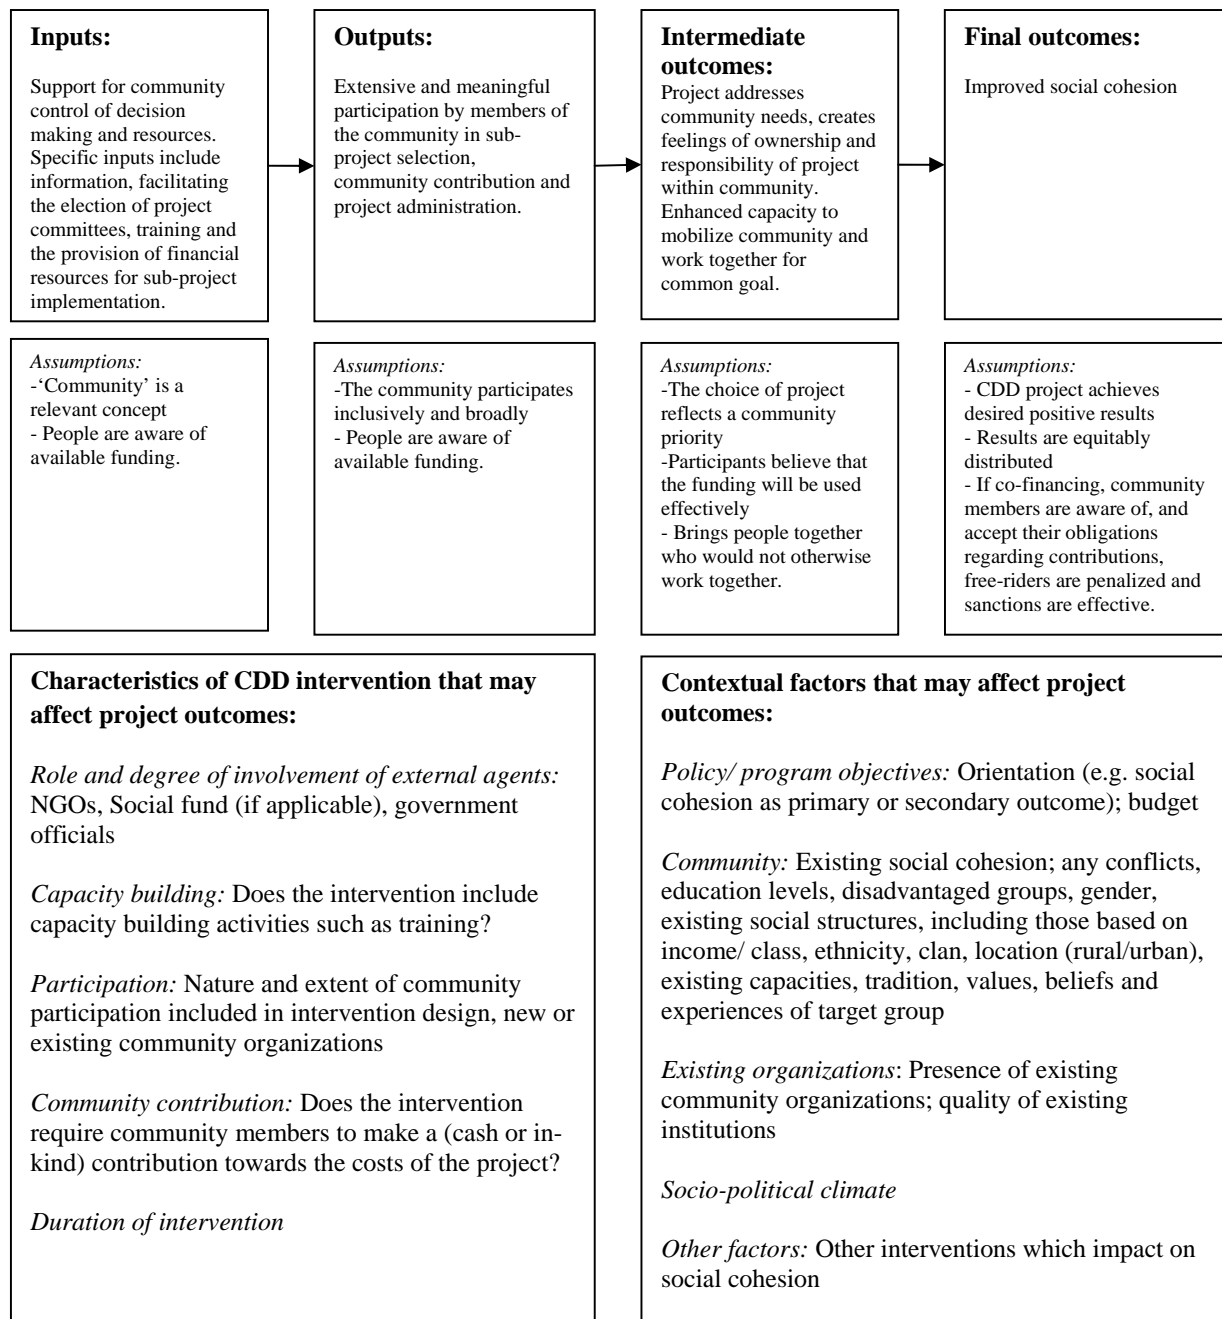 Inputs:
Support for community
control of decision
making and resources.
Specific inputs include
information, facilitating
the election of project
committees, training and
the provision of financial
resources for sub-project
implementation.
Outputs:
Extensive and meaningful
participation by members of
the community in sub-
project selection,
community contribution and
project administration.
Intermediate
outcomes:
Project addresses
community needs, creates
feelings of ownership and
responsibility of project
within community.
Enhanced capacity to
mobilize community and
work together for
common goal.
Final outcomes:
Improved social cohesion
Assumptions:
-‘Community’ is a
relevant concept
- People are aware of
available funding.
Assumptions:
-The community participates
inclusively and broadly
- People are aware of
available funding.
Assumptions:
-The choice of project
reflects a community
priority
-Participants believe that
the funding will be used
effectively
- Brings people together
who would not otherwise
work together.
Assumptions:
- CDD project achieves
desired positive results
- Results are equitably
distributed
- If co-financing, community
members are aware of, and
accept their obligations
regarding contributions,
free-riders are penalized and
sanctions are effective.
Characteristics of CDD intervention that may
affect project outcomes:
Role and degree of involvement of external agents:
NGOs, Social fund (if applicable), government
officials
Capacity building: Does the intervention include
capacity building activities such as training?
Participation: Nature and extent of community
participation included in intervention design, new or
existing community organizations
Community contribution: Does the intervention
require community members to make a (cash or in-
kind) contribution towards the costs of the project?
Duration of intervention
Contextual factors that may affect project
outcomes:
Policy/ program objectives: Orientation (e.g. social
cohesion as primary or secondary outcome); budget
Community: Existing social cohesion; any conflicts,
education levels, disadvantaged groups, gender,
existing social structures, including those based on
income/ class, ethnicity, clan, location (rural/urban),
existing capacities, tradition, values, beliefs and
experiences of target group
Existing organizations: Presence of existing
community organizations; quality of existing
institutions
Socio-political climate
Other factors: Other interventions which impact on
social cohesion